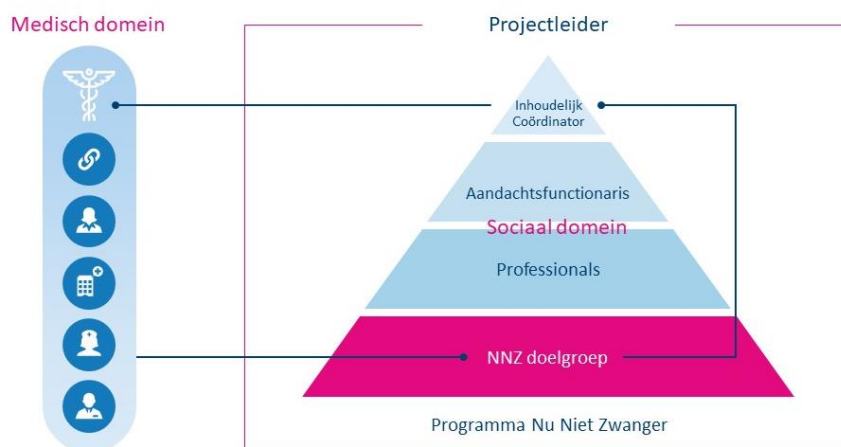 Medisch domein
Projectleider
Inhoudelijk
Coördinator
Aandachtsfunctionaris
Sociaal domein
Professionals
NNZ doelgroep
Programma Nu Niet Zwanger